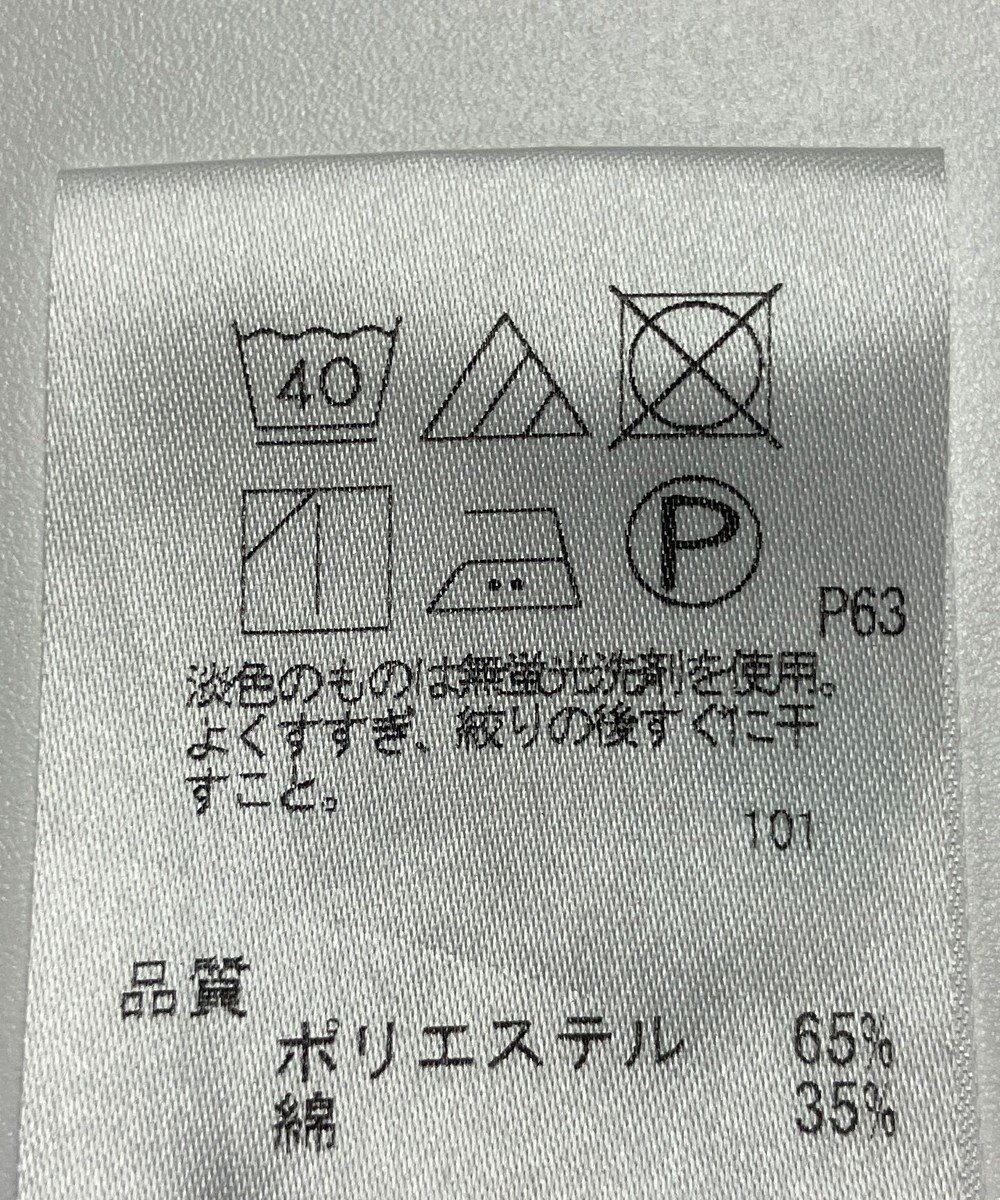 40
P
P63
淡色のものは無蛍光洗剤を使用。
よくすすぎ、絞りの後すぐに干
すこと。
101
品質
ポリエステル 65%
綿 35%